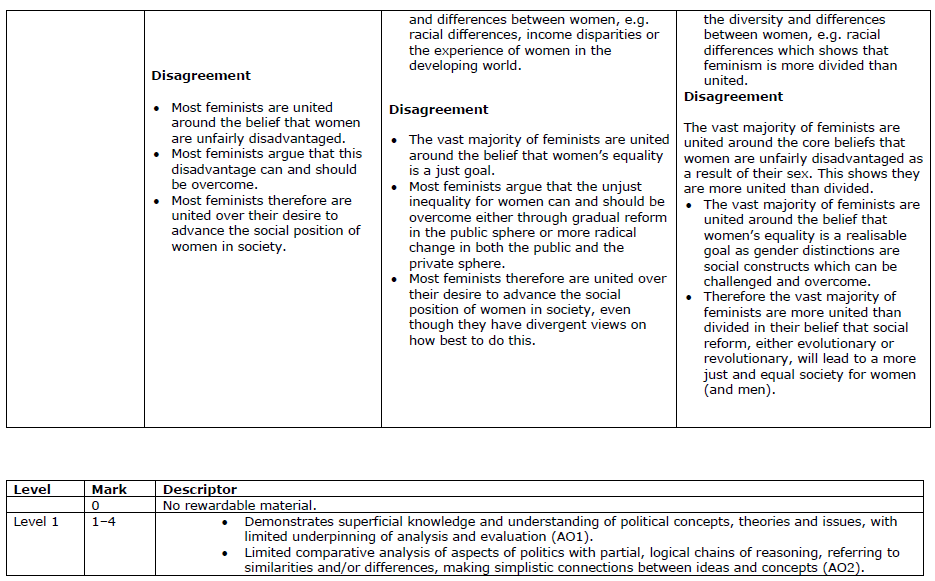 Disagreement
• Most feminists are united
around the belief that women
are unfairly disadvantaged.
• Most feminists argue that this
disadvantage can and should
be overcome.
• Most feminists therefore are
united over their desire to
advance the social position of
women in society.
and differences between women, e.g.
racial differences, income disparities or
the experience of women in the
developing world.
Disagreement
• The vast majority of feminists are united
around the belief that women’s equality
is a just goal.
• Most feminists argue that the unjust
inequality for women can and should be
overcome either through gradual reform
in the public sphere or more radical
change in both the public and the
private sphere.
• Most feminists therefore are united over
their desire to advance the social
position of women in society, even
though they have divergent views on
how best to do this.
the diversity and differences
between women, e.g. racial
differences which shows that
feminism is more divided than
united.
Disagreement
The vast majority of feminists are
united around the core beliefs that
women are unfairly disadvantaged as
a result of their sex. This shows they
are more united than divided.
• The vast majority of feminists are
united around the belief that
women’s equality is a realisable
goal as gender distinctions are
social constructs which can be
challenged and overcome.
• Therefore the vast majority of
feminists are more united than
divided in their belief that social
reform, either evolutionary or
revolutionary, will lead to a more
just and equal society for women
(and men).
Level Mark Descriptor
0 No rewardable material.
Level 1 1–4 • Demonstrates superficial knowledge and understanding of political concepts, theories and issues, with
limited underpinning of analysis and evaluation (AO1).
• Limited comparative analysis of aspects of politics with partial, logical chains of reasoning, referring to
similarities and/or differences, making simplistic connections between ideas and concepts (AO2).